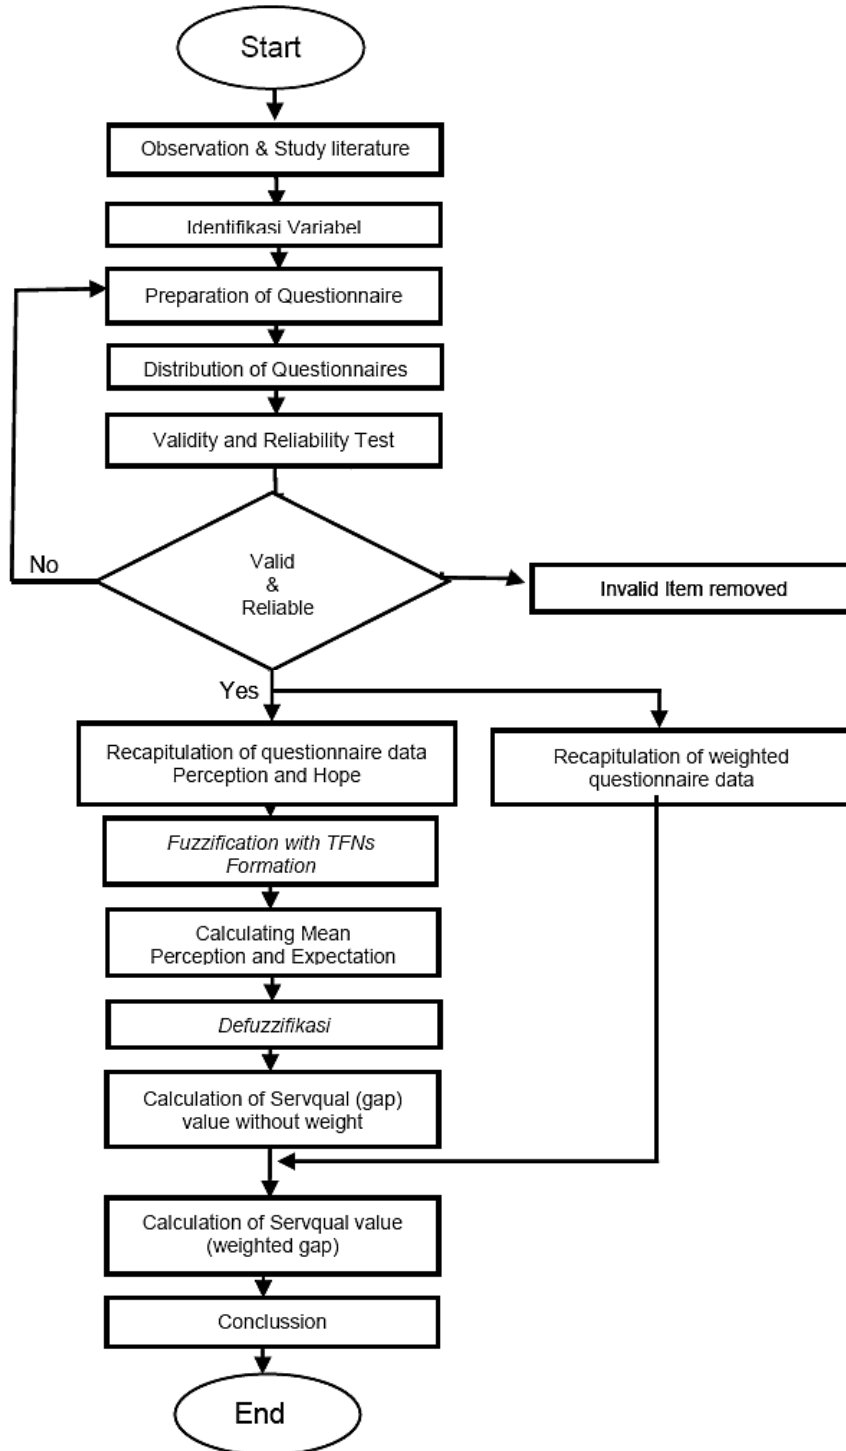 Start
Observation & Study literature
Identifikasi Variabel
Preparation of Questionnaire
Distribution of Questionnaires
Validity and Reliability Test
No
Valid
&
Reliable
Invalid Item removed
Yes
Recapitulation of questionnaire data
Perception and Hope
Recapitulation of weighted
questionnaire data
Fuzzification with TFNs
Formation
Calculating Mean
Perception and Expectation
Defuzzifikasi
Calculation of Servqual (gap)
value without weight
Calculation of Servqual value
(weighted gap)
Conclussion
End